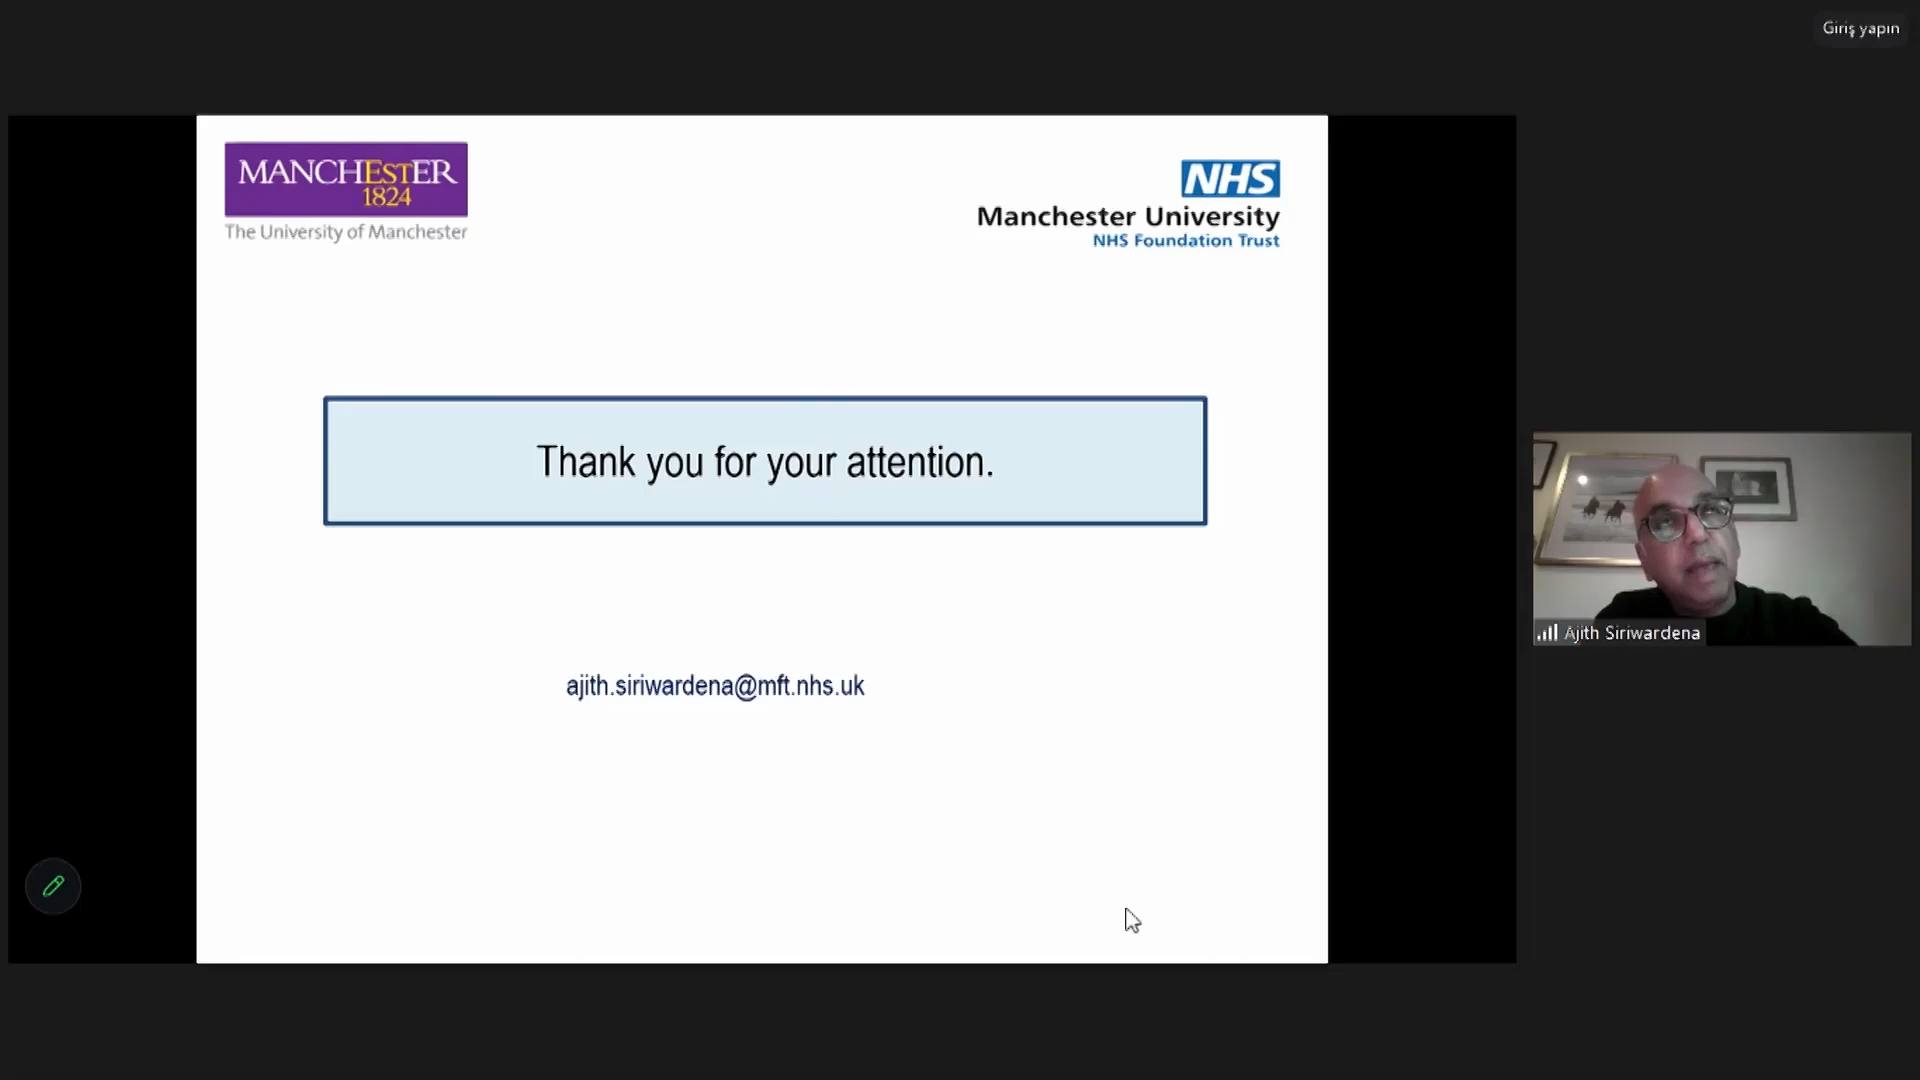 Giriş yapın
MANCHESTER
1824
The University of Manchester
NHS
Manchester University
NHS Foundation Trust
Thank you for your attention.
ajith.siriwardena@mft.nhs.uk
Ajith Siriwardena